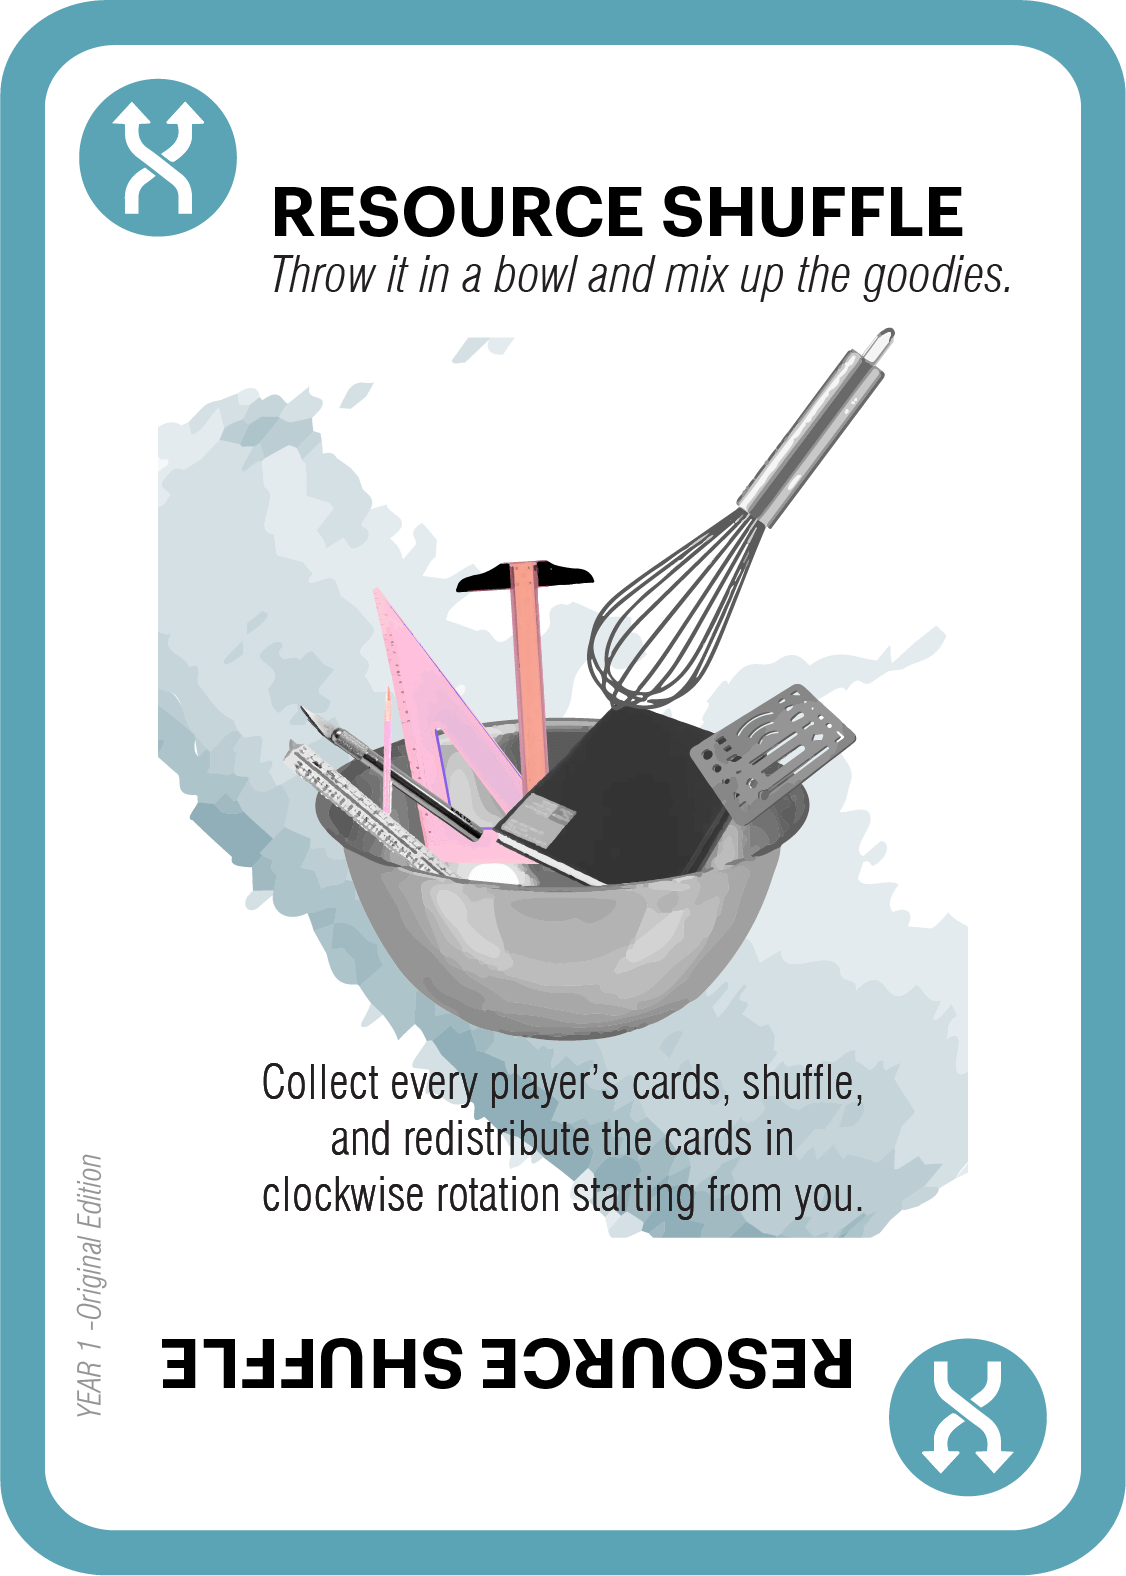 RESOURCE SHUFFLE
Throw it in a bowl and mix up the goodies.
Collect every player’s cards, shuffle,
and redistribute the cards in
clockwise rotation starting from you.
YEAR 1 -Original Edition
RESOURCE SHUFFLE